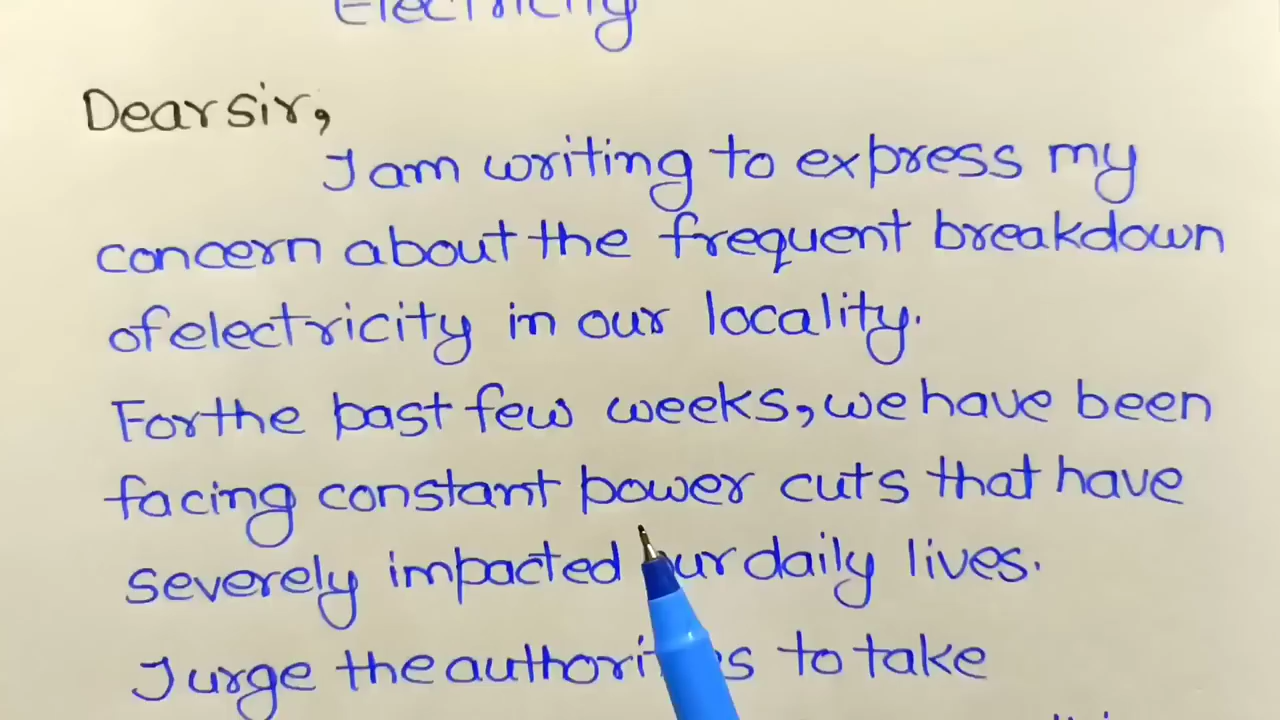 Electricity
Dear sir,
I am writing to express my
concern about the frequent breakdown
of electricity in our locality.
For the past few weeks, we have been
facing constant power cuts that have
severely impacted our daily lives.
I urge the authorities to take